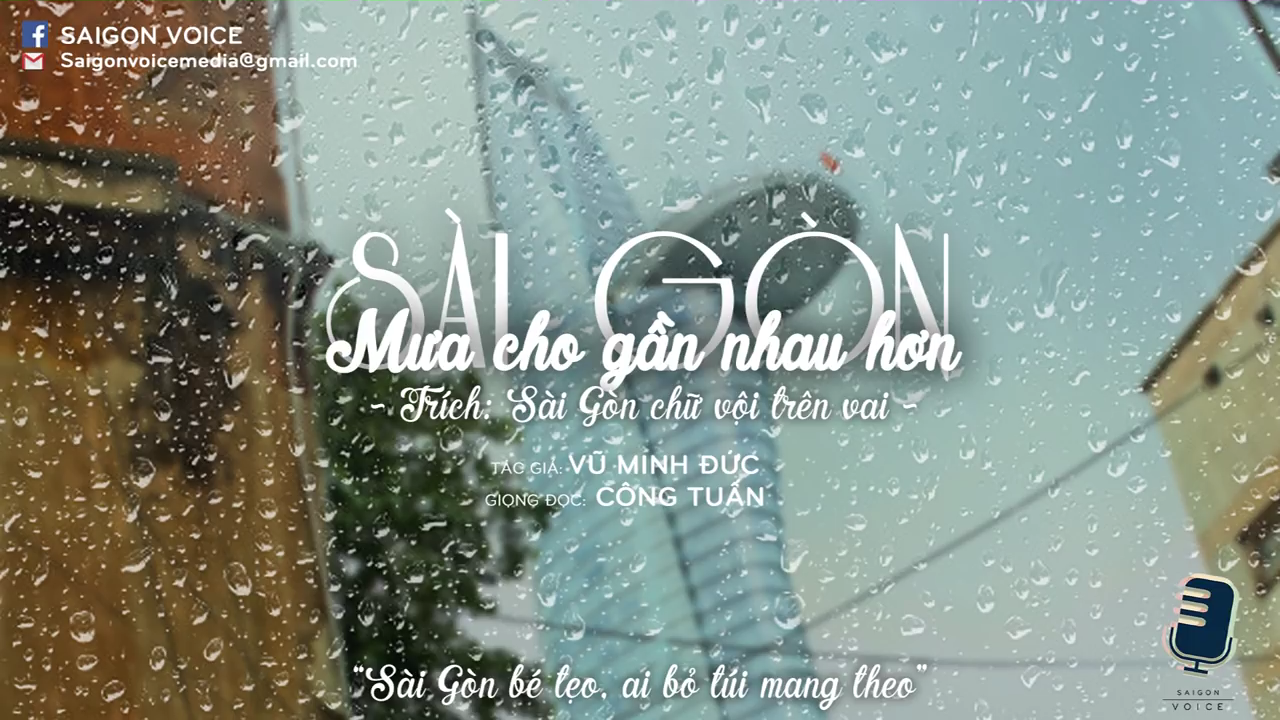 SAIGON VOICE
Saigonvoicemedia@gmail.com
SÀI GÒN
Mưa cho gần nhau hơn
~ Trích: Sài Gòn chữ vội trên vai ~
TÁC GIẢ: VŨ MINH ĐỨC
GIỌNG ĐỌC: CÔNG TUẤN
"Sài Gòn bé tẹo, ai bỏ túi mang theo"
SAIGON
VOICE